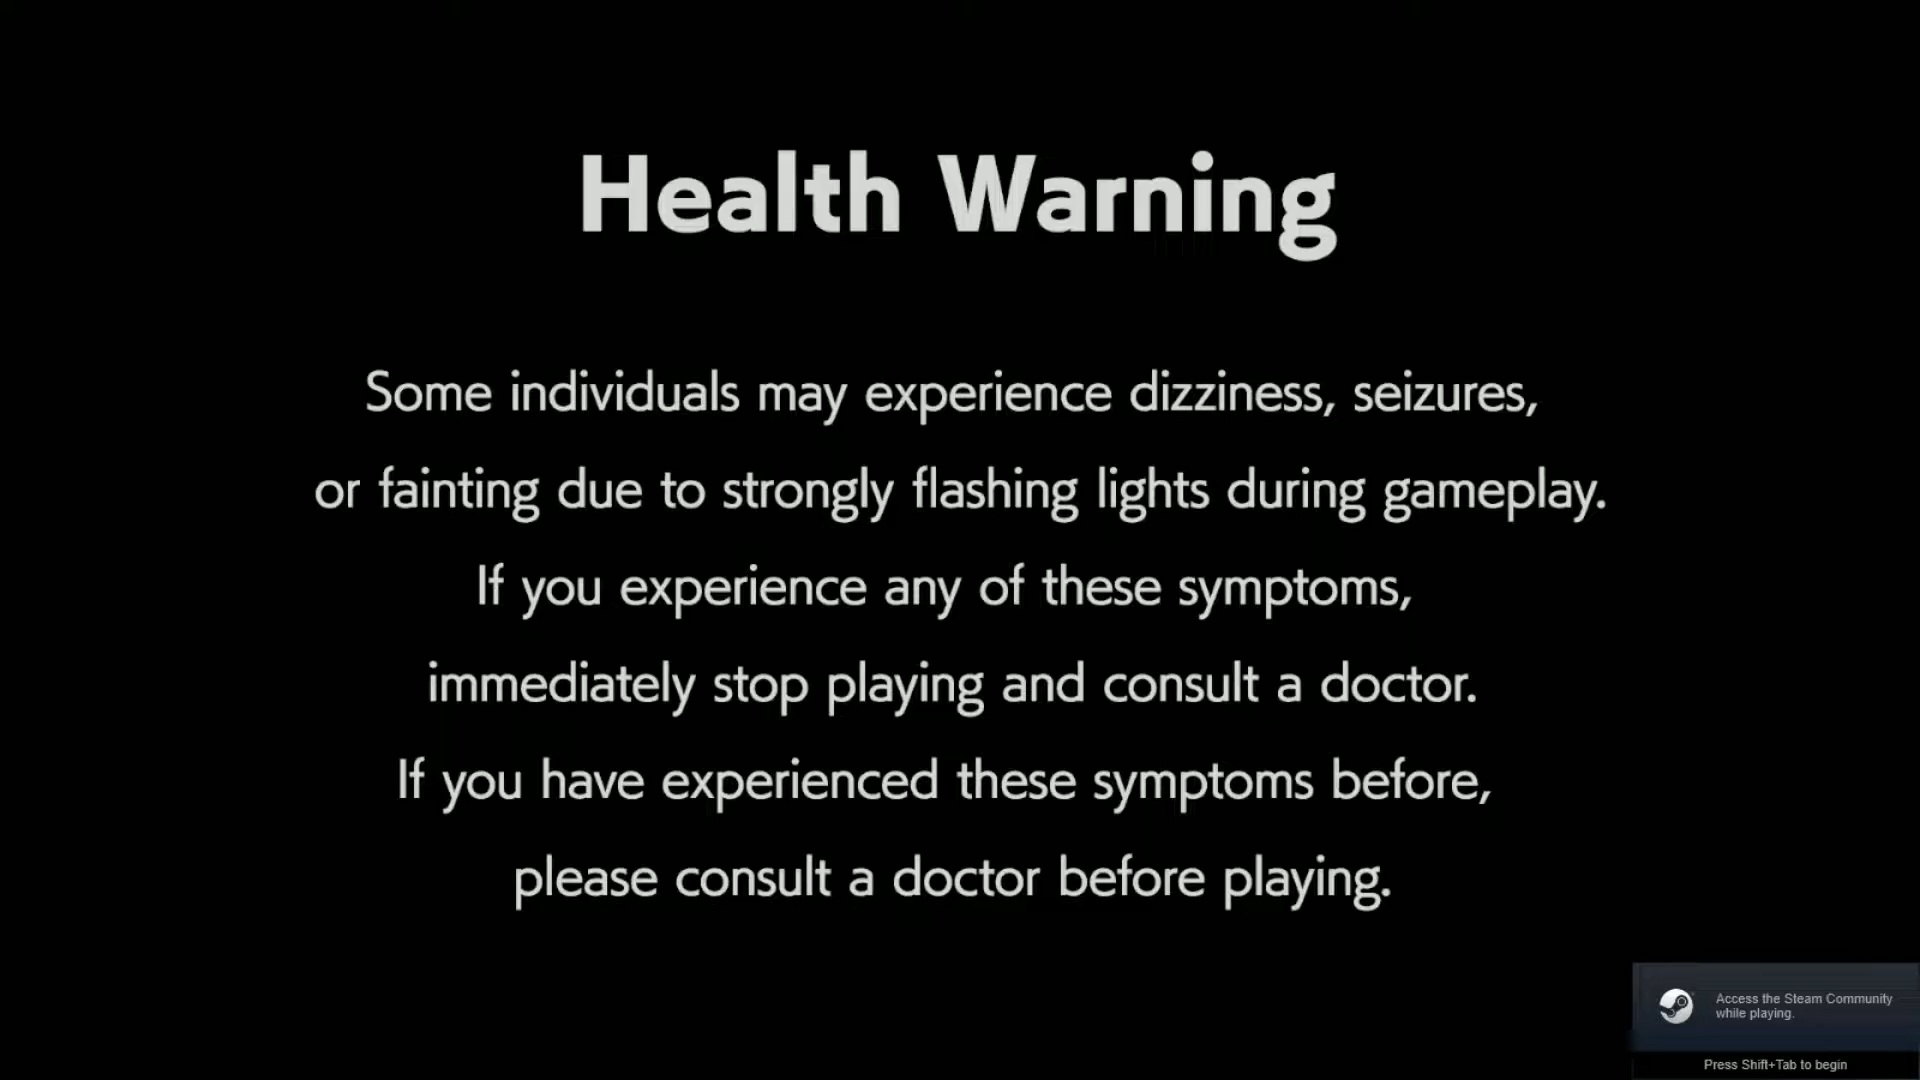 Health Warning
Some individuals may experience dizziness, seizures,
or fainting due to strongly flashing lights during gameplay.
If you experience any of these symptoms,
immediately stop playing and consult a doctor.
If you have experienced these symptoms before,
please consult a doctor before playing.
Access the Steam Community
while playing.
Press Shift+Tab to begin